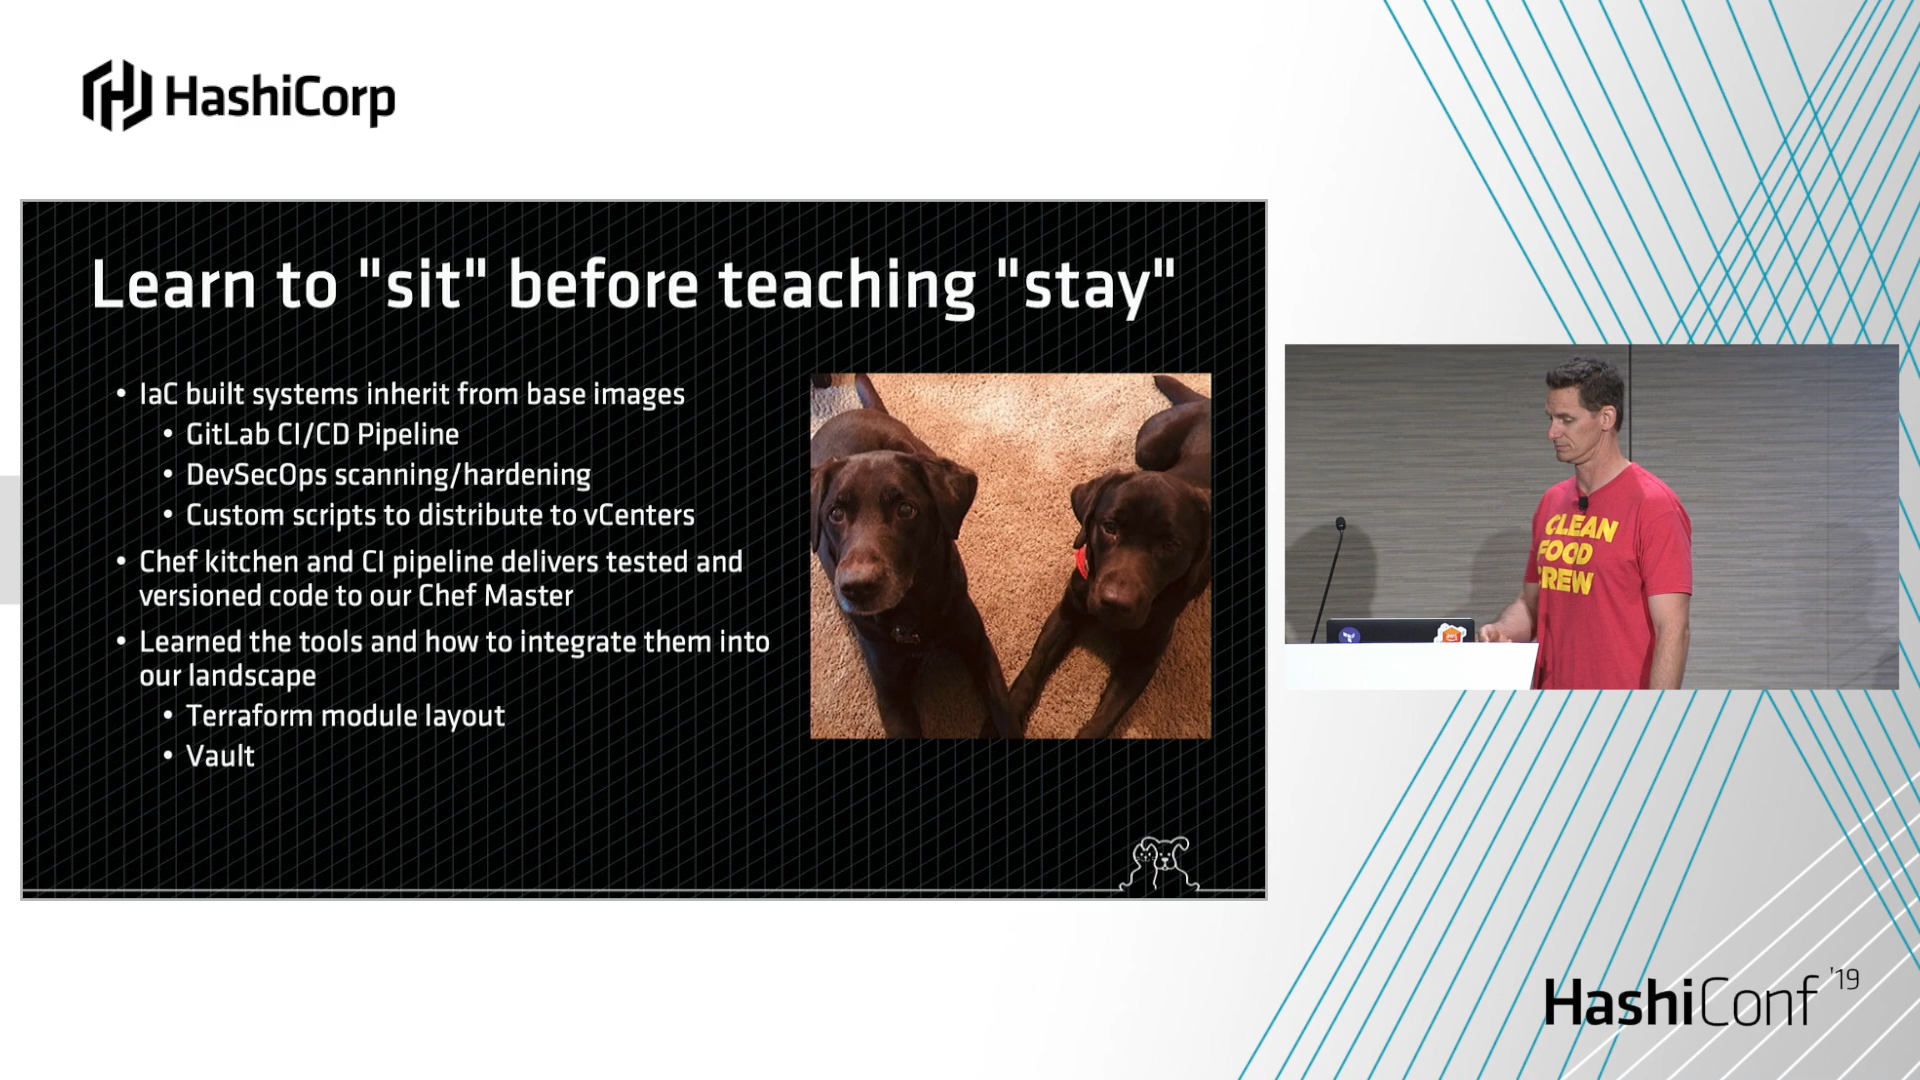 HashiCorp
Learn to "sit" before teaching "stay"
• IaC built systems inherit from base images
• GitLab CI/CD Pipeline
• DevSecOps scanning/hardening
• Custom scripts to distribute to vCenters
• Chef kitchen and CI pipeline delivers tested and
versioned code to our Chef Master
• Learned the tools and how to integrate them into
our landscape
• Terraform module layout
• Vault
CLEAN
FOOD
CREW
HashiConf '19